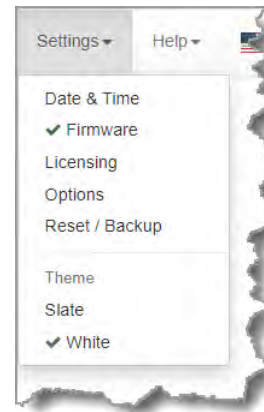 Settings Help
Date & Time
✔ Firmware
Licensing
Options
Reset / Backup
Theme
Slate
✔ White